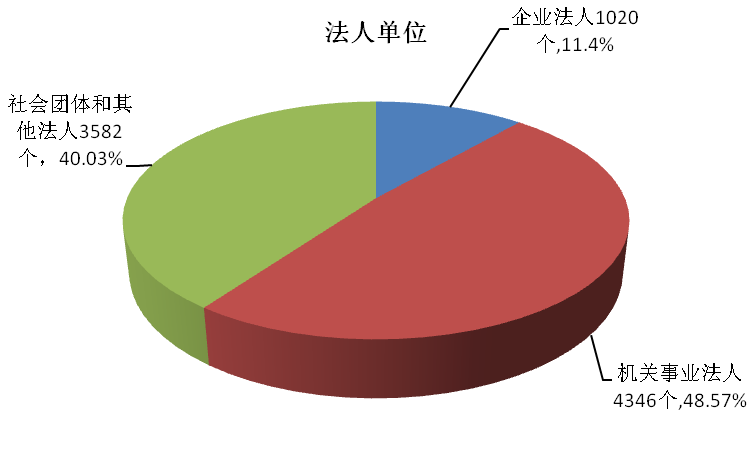 法人单位
企业法人1020
个,11.4%
社会团体和其
他法人3582
个，40.03%
机关事业法人
4346个,48.57%